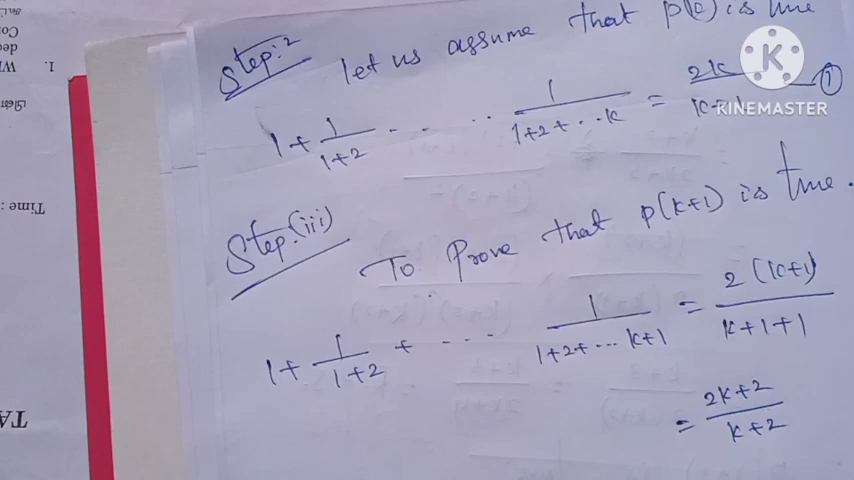 Step:2 Let us assume that P(k) is true
1 + 1/(1+2) ... 1/(1+2+...k) = 2k/ ①
KINEMASTER
Step:(iii)
To Prove that P(k+1) is true.
1 + 1/(1+2) + ... 1/(1+2+...k+1) = 2(k+1)/(k+1+1)
= (2k+2)/(k+2)
1.
Time :
TA